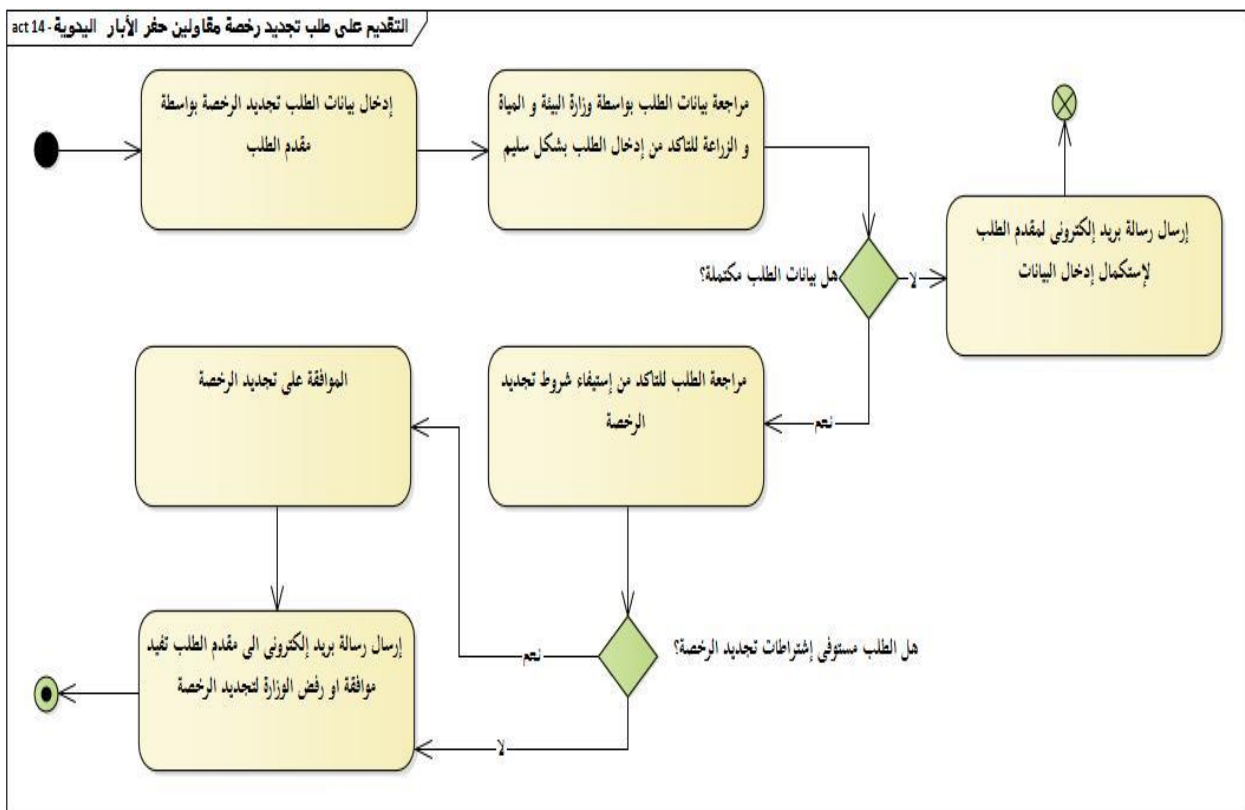 act 14 - التقديم على طلب تجديد رخصة مقاولين حفر الأبار اليدوية
إدخال بيانات الطلب تجديد الرخصة بواسطة
مقدم الطلب
مراجعة بيانات الطلب بواسطة وزارة البيئة و المياة
و الزراعة للتاكد من إدخال الطلب بشكل سليم
هل بيانات الطلب مكتملة؟
لا
إرسال رسالة بريد إلكترونى لمقدم الطلب
لإستكمال إدخال البيانات
نعم
مراجعة الطلب للتاكد من إستيفاء شروط تجديد
الرخصة
هل الطلب مستوفى إشتراطات تجديد الرخصة؟
نعم
الموافقة على تجديد الرخصة
لا
إرسال رسالة بريد إلكترونى الى مقدم الطلب تفيد
موافقة او رفض الوزارة لتجديد الرخصة